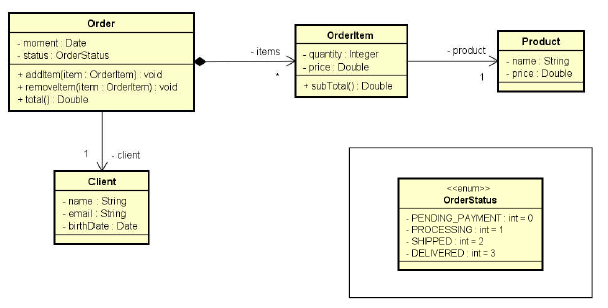 Order
- moment : Date
- status : OrderStatus
+ addItem(item : OrderItem) : void
+ removeItem(item : OrderItem) : void
+ total() : Double
- items
*
OrderItem
- quantity : Integer
- price : Double
+ subTotal() : Double
- product
1
Product
- name : String
- price : Double
1
- client
Client
- name : String
- email : String
- birthDate : Date
<<enum>>
OrderStatus
- PENDING_PAYMENT : int = 0
- PROCESSING : int = 1
- SHIPPED : int = 2
- DELIVERED : int = 3